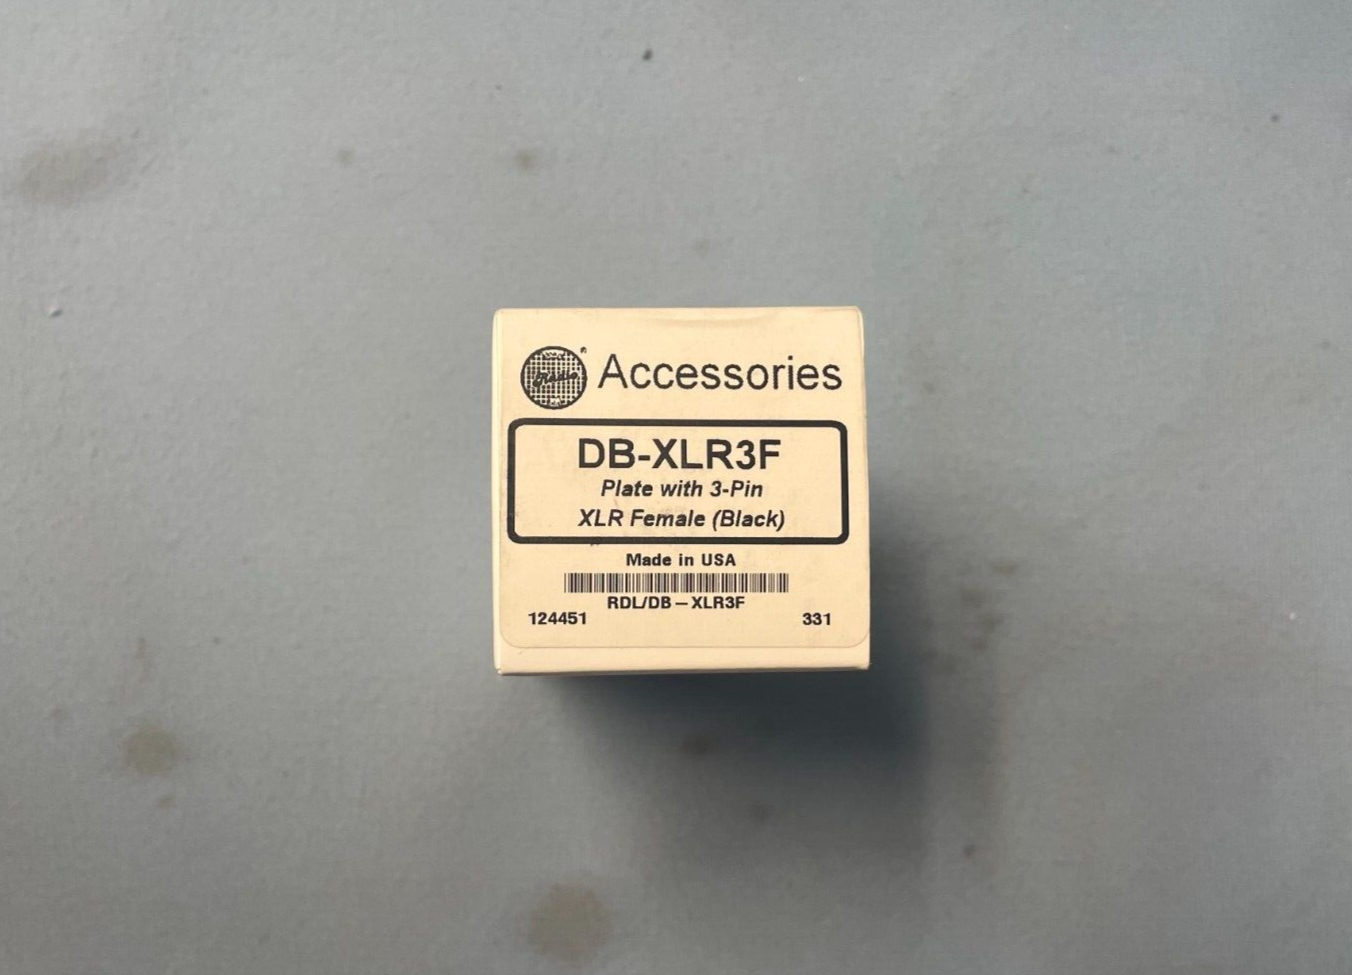 Accessories
DB-XLR3F
Plate with 3-Pin
XLR Female (Black)
Made in USA
RDL/DB-XLR3F
124451 331